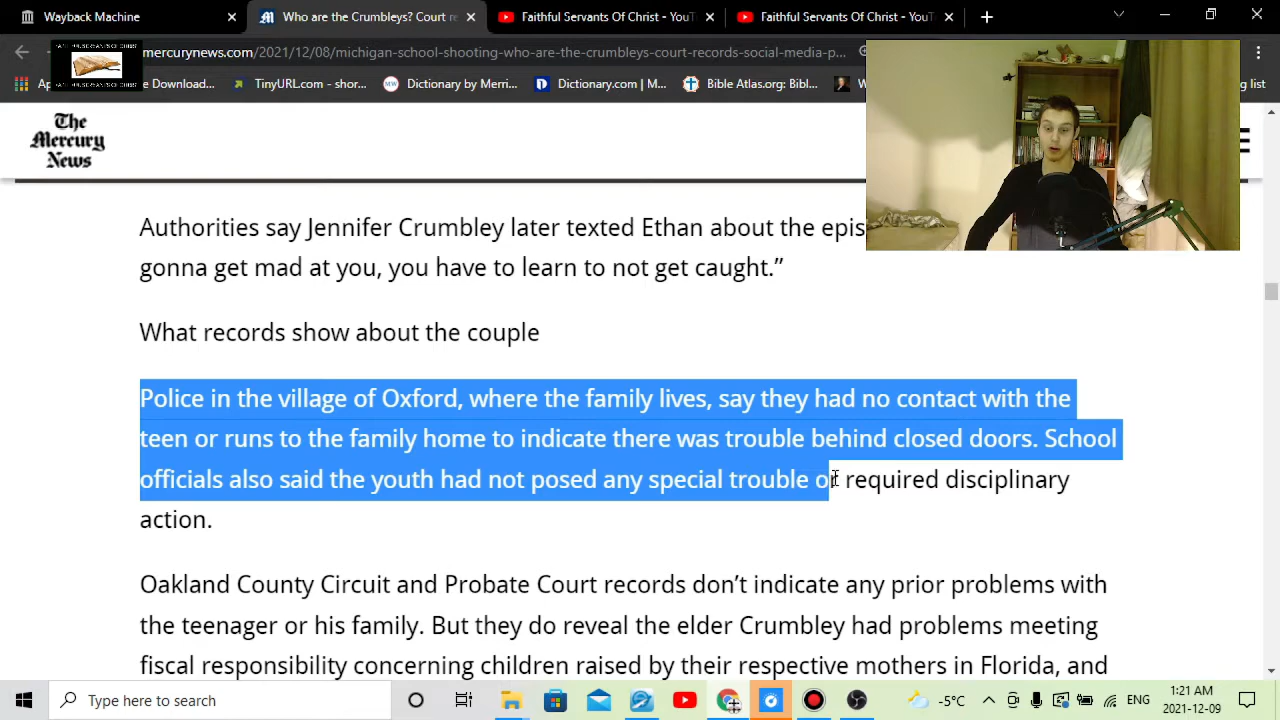 Wayback Machine
Who are the Crumbleys? Court re
Faithful Servants Of Christ - YouT
Faithful Servants Of Christ - YouT
mercurynews.com/2021/12/08/michigan-school-shooting-who-are-the-crumbleys-court-records-social-media-p...
TinyURL.com - shor...
MW
Dictionary by Merri...
D
Dictionary.com | M...
Bible Atlas.org: Bibl...
The
Mercury
News
Authorities say Jennifer Crumbley later texted Ethan about the epis
gonna get mad at you, you have to learn to not get caught.”
What records show about the couple
Police in the village of Oxford, where the family lives, say they had no contact with the
teen or runs to the family home to indicate there was trouble behind closed doors. School
officials also said the youth had not posed any special trouble or required disciplinary
action.
Oakland County Circuit and Probate Court records don’t indicate any prior problems with
the teenager or his family. But they do reveal the elder Crumbley had problems meeting
fiscal responsibility concerning children raised by their respective mothers in Florida, and
Type here to search
-5°C
ENG
1:21 AM
2021-12-09